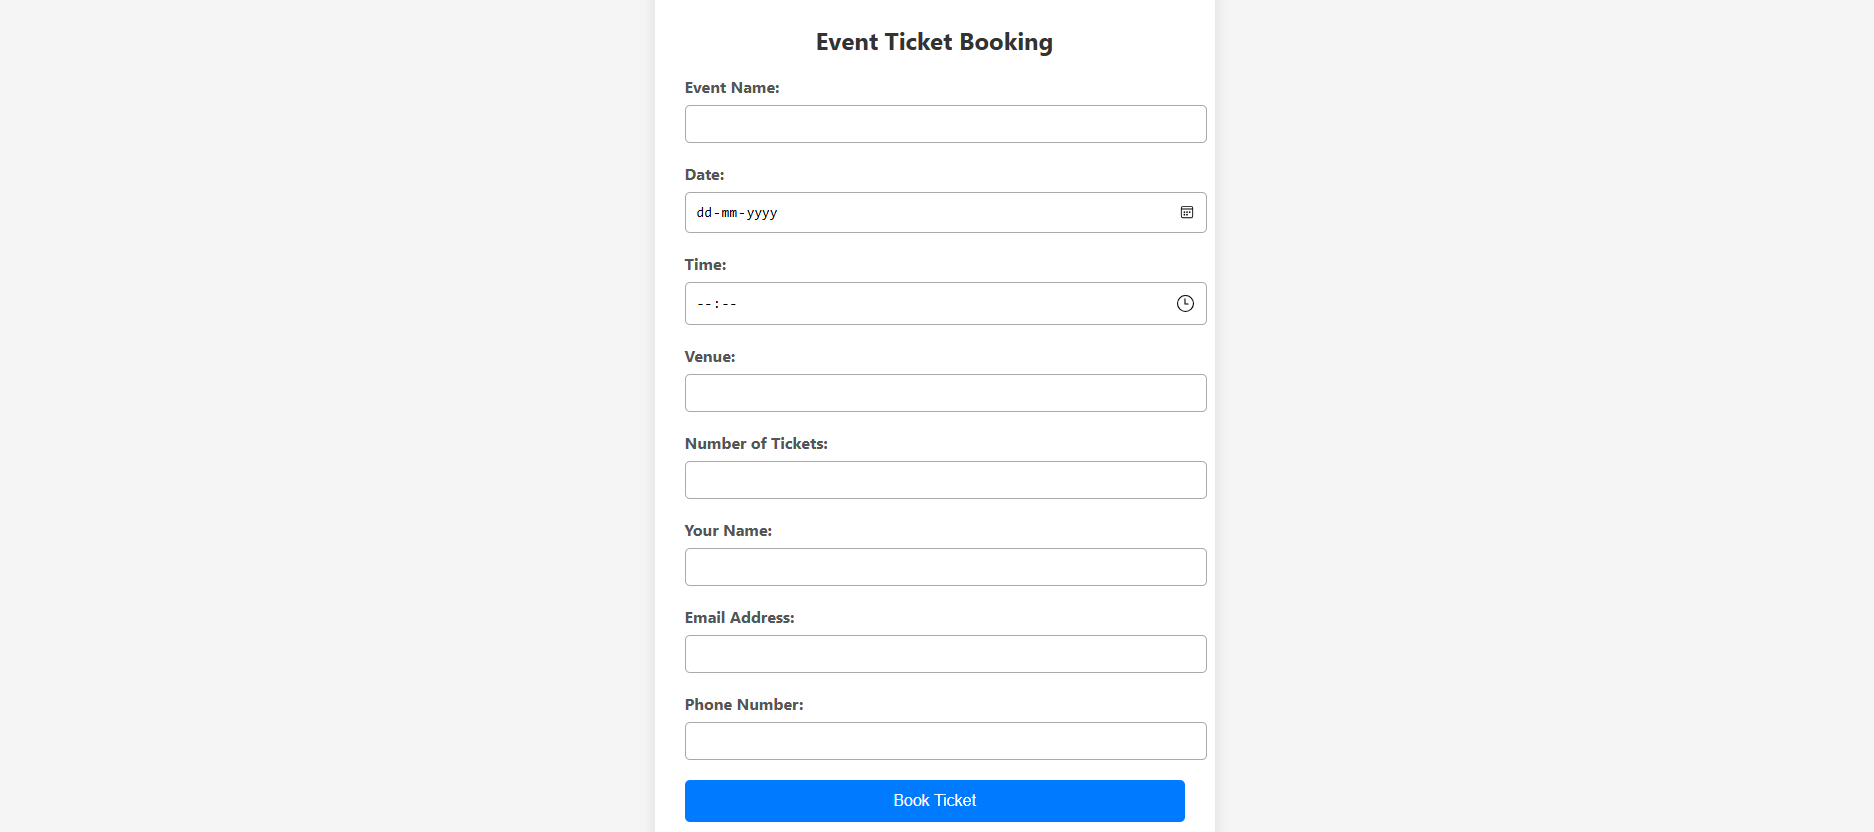 Event Ticket Booking
Event Name:
Date:
dd-mm-yyyy
Time:
--:--
Venue:
Number of Tickets:
Your Name:
Email Address:
Phone Number:
Book Ticket